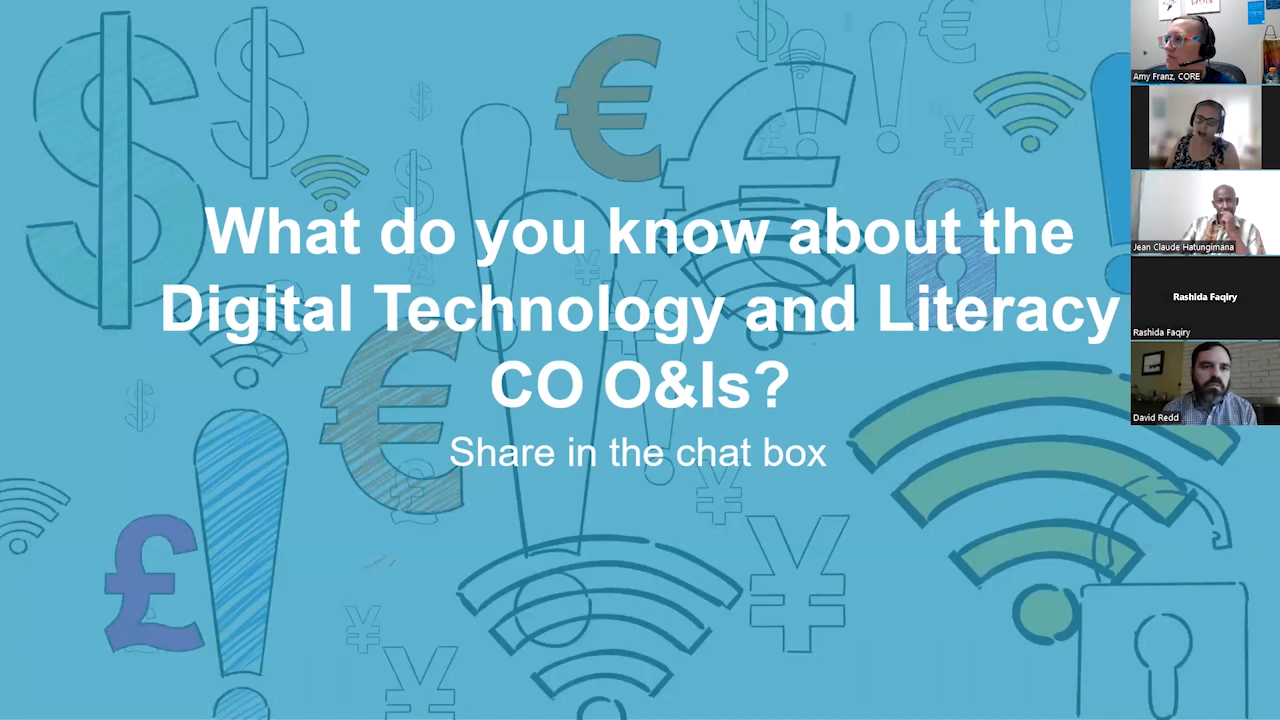 What do you know about the
Digital Technology and Literacy
CO O&Is?
Share in the chat box
Amy Franz, CORE
Jean Claude Hatungimana
Rashida Faqiry
Rashida Faqiry
David Redd